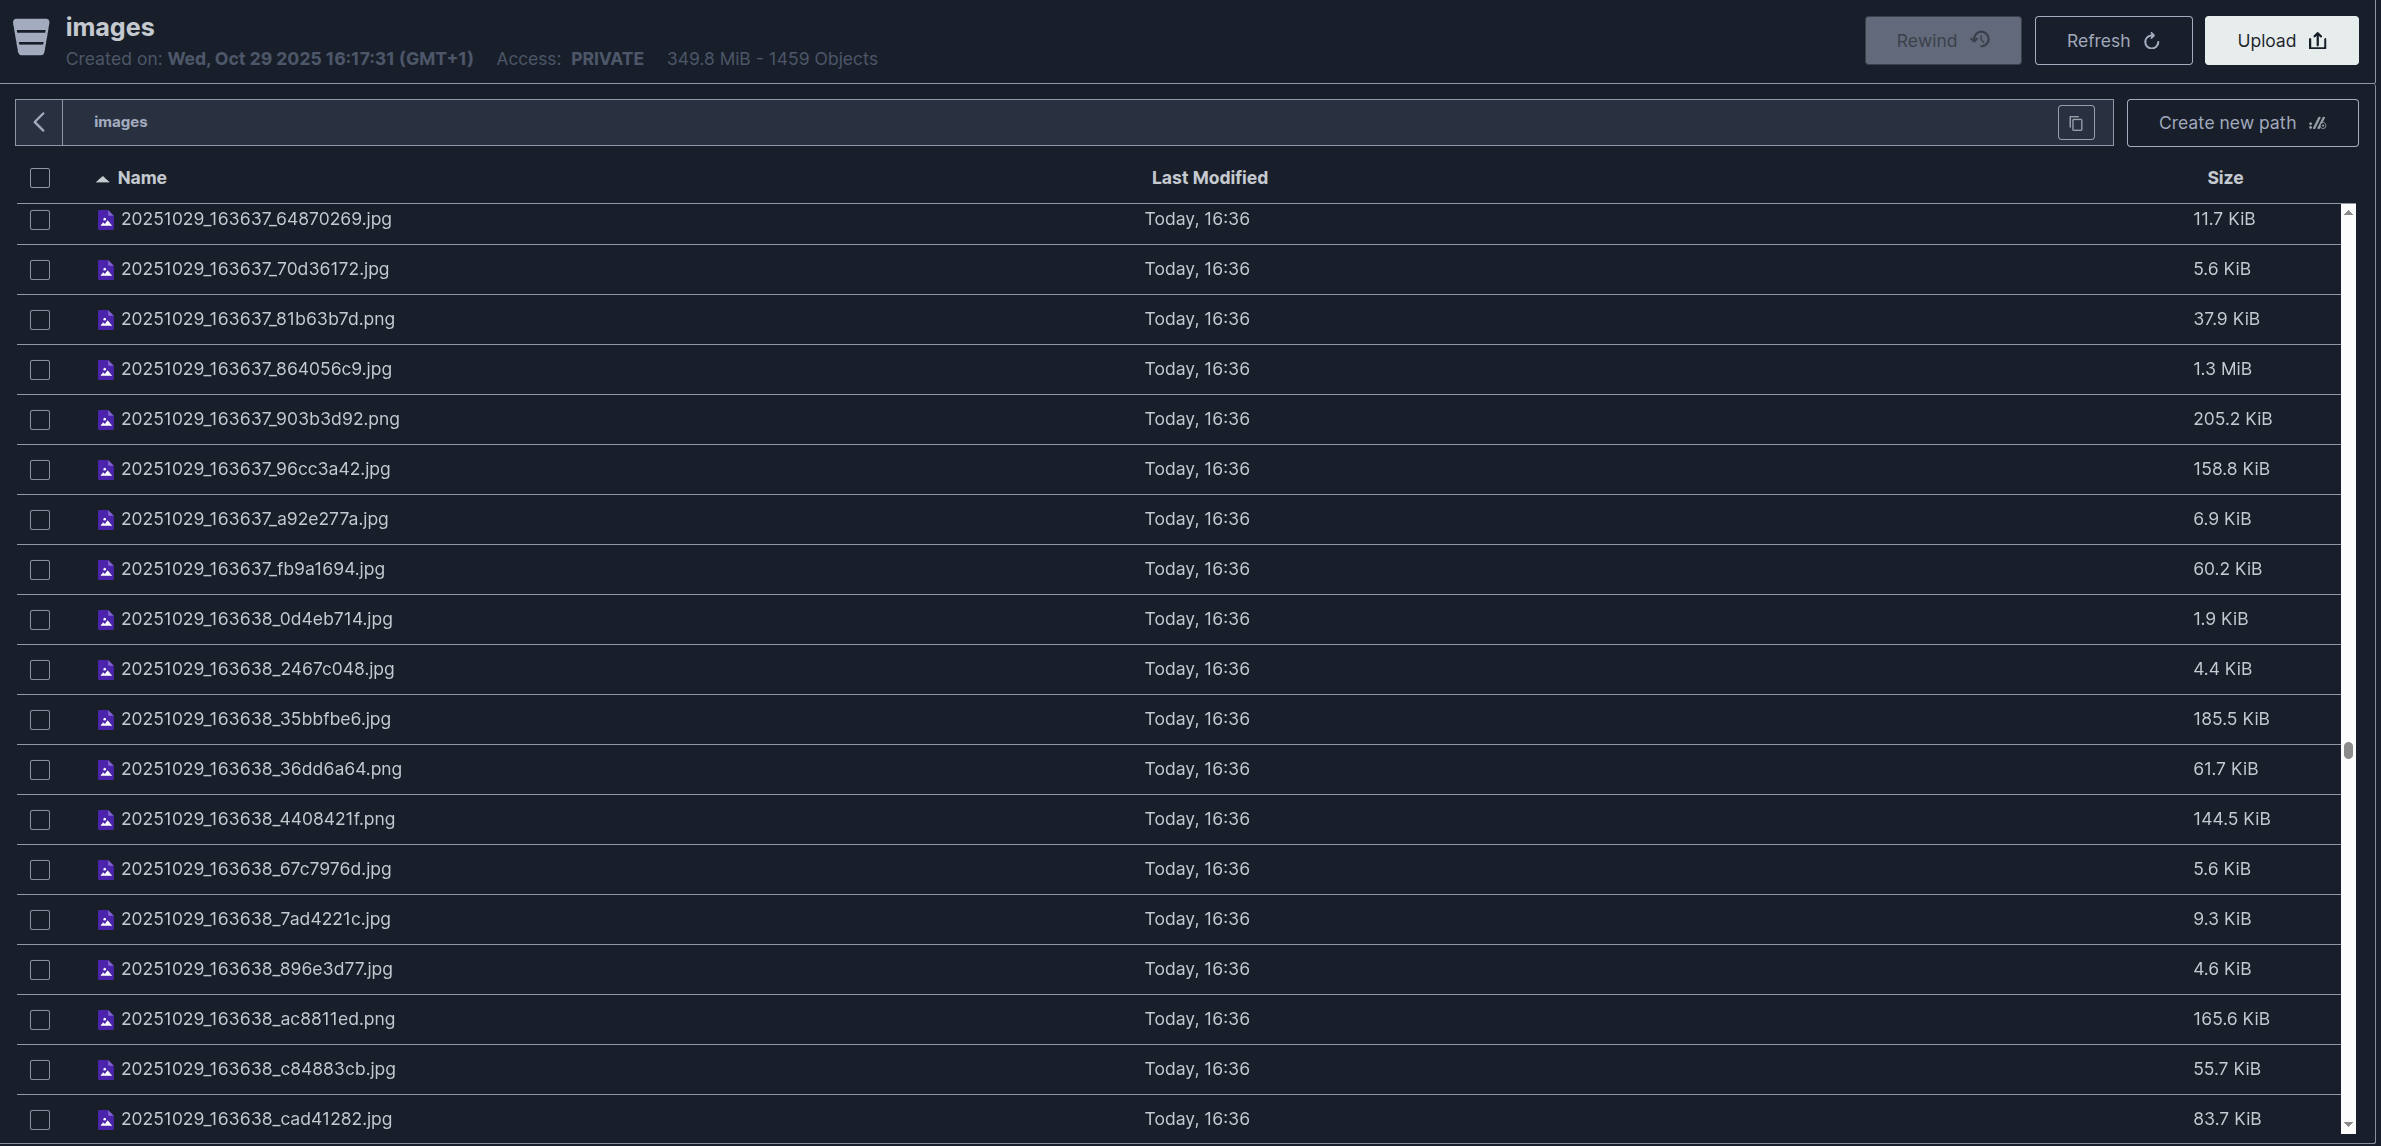 images
Created on: Wed, Oct 29 2025 16:17:31 (GMT+1) Access: PRIVATE 349.8 MiB - 1459 Objects
Rewind Refresh Upload
images
Create new path
Name Last Modified Size
20251029_163637_64870269.jpg Today, 16:36 11.7 KiB
20251029_163637_70d36172.jpg Today, 16:36 5.6 KiB
20251029_163637_81b63b7d.png Today, 16:36 37.9 KiB
20251029_163637_864056c9.jpg Today, 16:36 1.3 MiB
20251029_163637_903b3d92.png Today, 16:36 205.2 KiB
20251029_163637_96cc3a42.jpg Today, 16:36 158.8 KiB
20251029_163637_a92e277a.jpg Today, 16:36 6.9 KiB
20251029_163637_fb9a1694.jpg Today, 16:36 60.2 KiB
20251029_163638_0d4eb714.jpg Today, 16:36 1.9 KiB
20251029_163638_2467c048.jpg Today, 16:36 4.4 KiB
20251029_163638_35bbfbe6.jpg Today, 16:36 185.5 KiB
20251029_163638_36dd6a64.png Today, 16:36 61.7 KiB
20251029_163638_4408421f.png Today, 16:36 144.5 KiB
20251029_163638_67c7976d.jpg Today, 16:36 5.6 KiB
20251029_163638_7ad4221c.jpg Today, 16:36 9.3 KiB
20251029_163638_896e3d77.jpg Today, 16:36 4.6 KiB
20251029_163638_ac8811ed.png Today, 16:36 165.6 KiB
20251029_163638_c84883cb.jpg Today, 16:36 55.7 KiB
20251029_163638_cad41282.jpg Today, 16:36 83.7 KiB